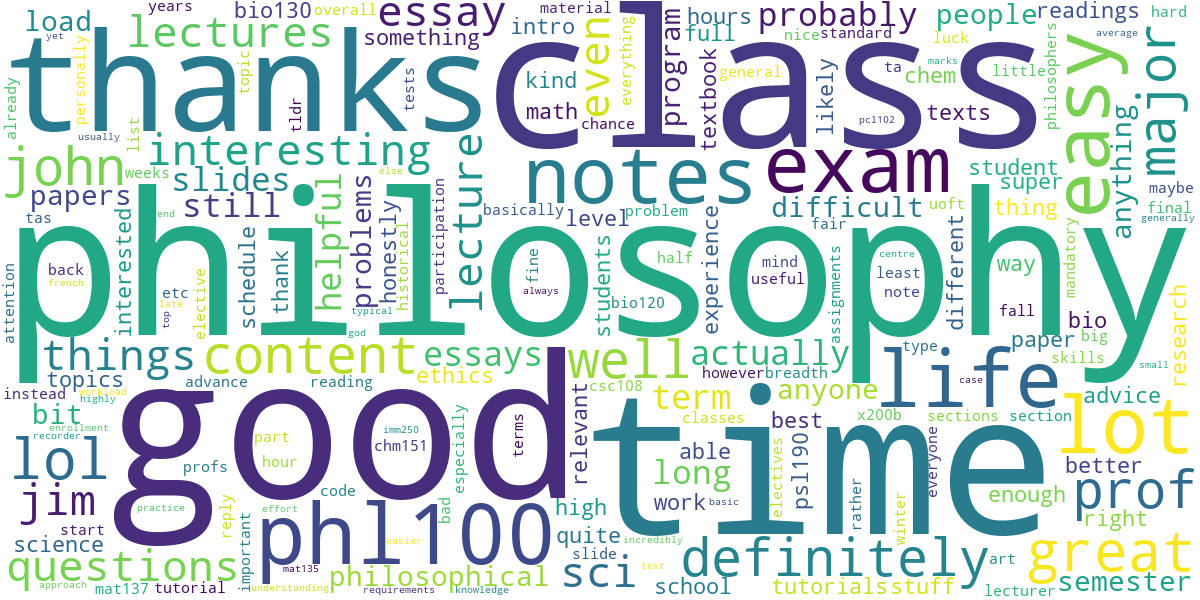 years
bio130
overall
essay
material
standard
probably
people
readings
hard
load
yet
lectures
something
intro
hours
full
nice
luck
average
thanks
class
personally
topic
tldr
tests
kind
math
even
chance
everything
program
textbook
general
likely
ta
chem
marks
little
pc1102
texts
philosophers
easy
major
already
usually
list
john
weeks
interesting
slides
else
lecture
notes
exam
student
super
anything
maybe
final
generally
papers
tas
end
still
interested
helpful
problems
honestly
historical
participation
basically
level
problem
difficult
fair
uoft
thing
philosophy
attention
back
french
etc
late
top
elective
schedule
thank
typical
god
fine
always
students
half
bio120
experience
mind
useful
assignments
centre
least
note
different
way
fall
mandatory
bio
big
research
things
content
essays
well
actually
type
paper
skills
small
topics
advance
reading
ethics
however
breadth
instead
workload
highly
good
time
life
case
csc108
term
anyone
advice
bit
enrollment
recorder
part
imm250
chm151
terms
relevant
classes
best
x200b
sections
section
lot
lol
profs
hour
code
especially
long
able
psl190
electives
everyone
better
prof
jim
practice
reply
effort
bad
high
work
basic
rather
winter
enough
right
start
science
important
phl100
easier
quite
slide
incredibly
definitely
art
great
questions
mat135
sci
text
approach
mat137
tutorial
understanding
philosophical
requirements
knowledge
school
tutorials
stuff
lecturer
semester